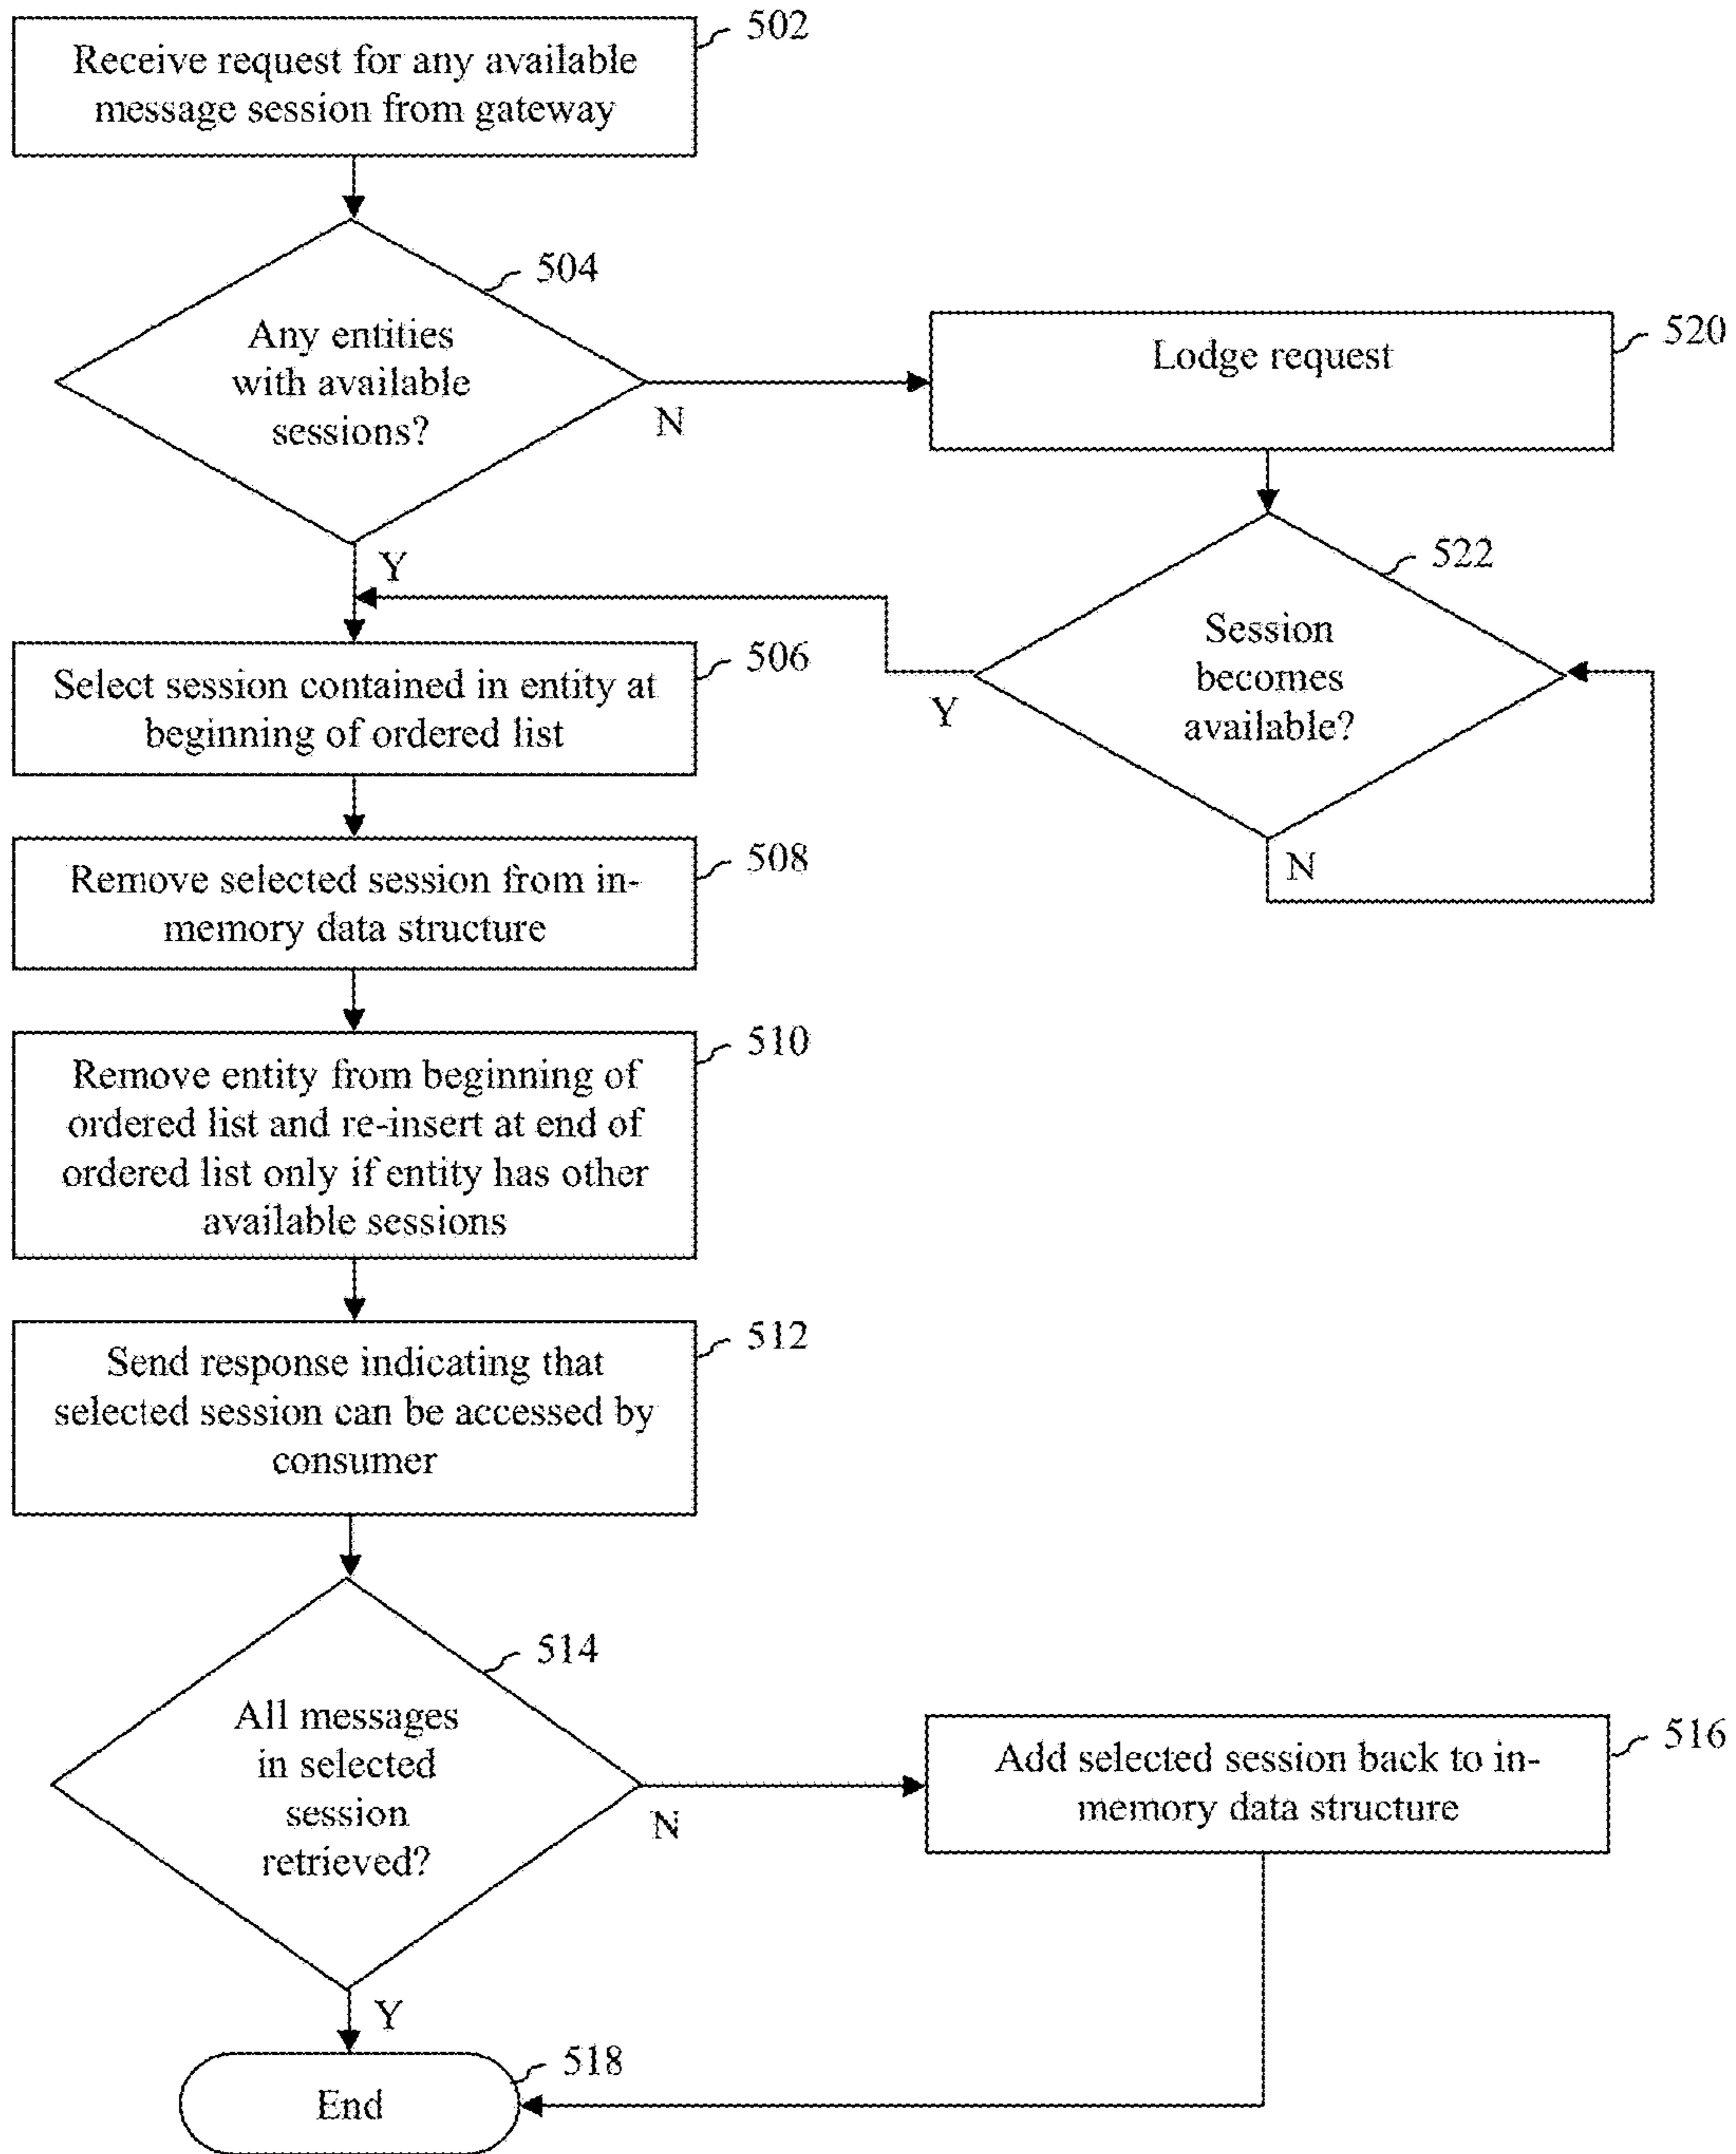 502
Receive request for any available
message session from gateway
504
Any entities
with available
sessions?
N
Y
520
Lodge request
522
Session
becomes
available?
Y
N
506
Select session contained in entity at
beginning of ordered list
508
Remove selected session from in-
memory data structure
510
Remove entity from beginning of
ordered list and re-insert at end of
ordered list only if entity has other
available sessions
512
Send response indicating that
selected session can be accessed by
consumer
514
All messages
in selected
session
retrieved?
N
Y
516
Add selected session back to in-
memory data structure
518
End